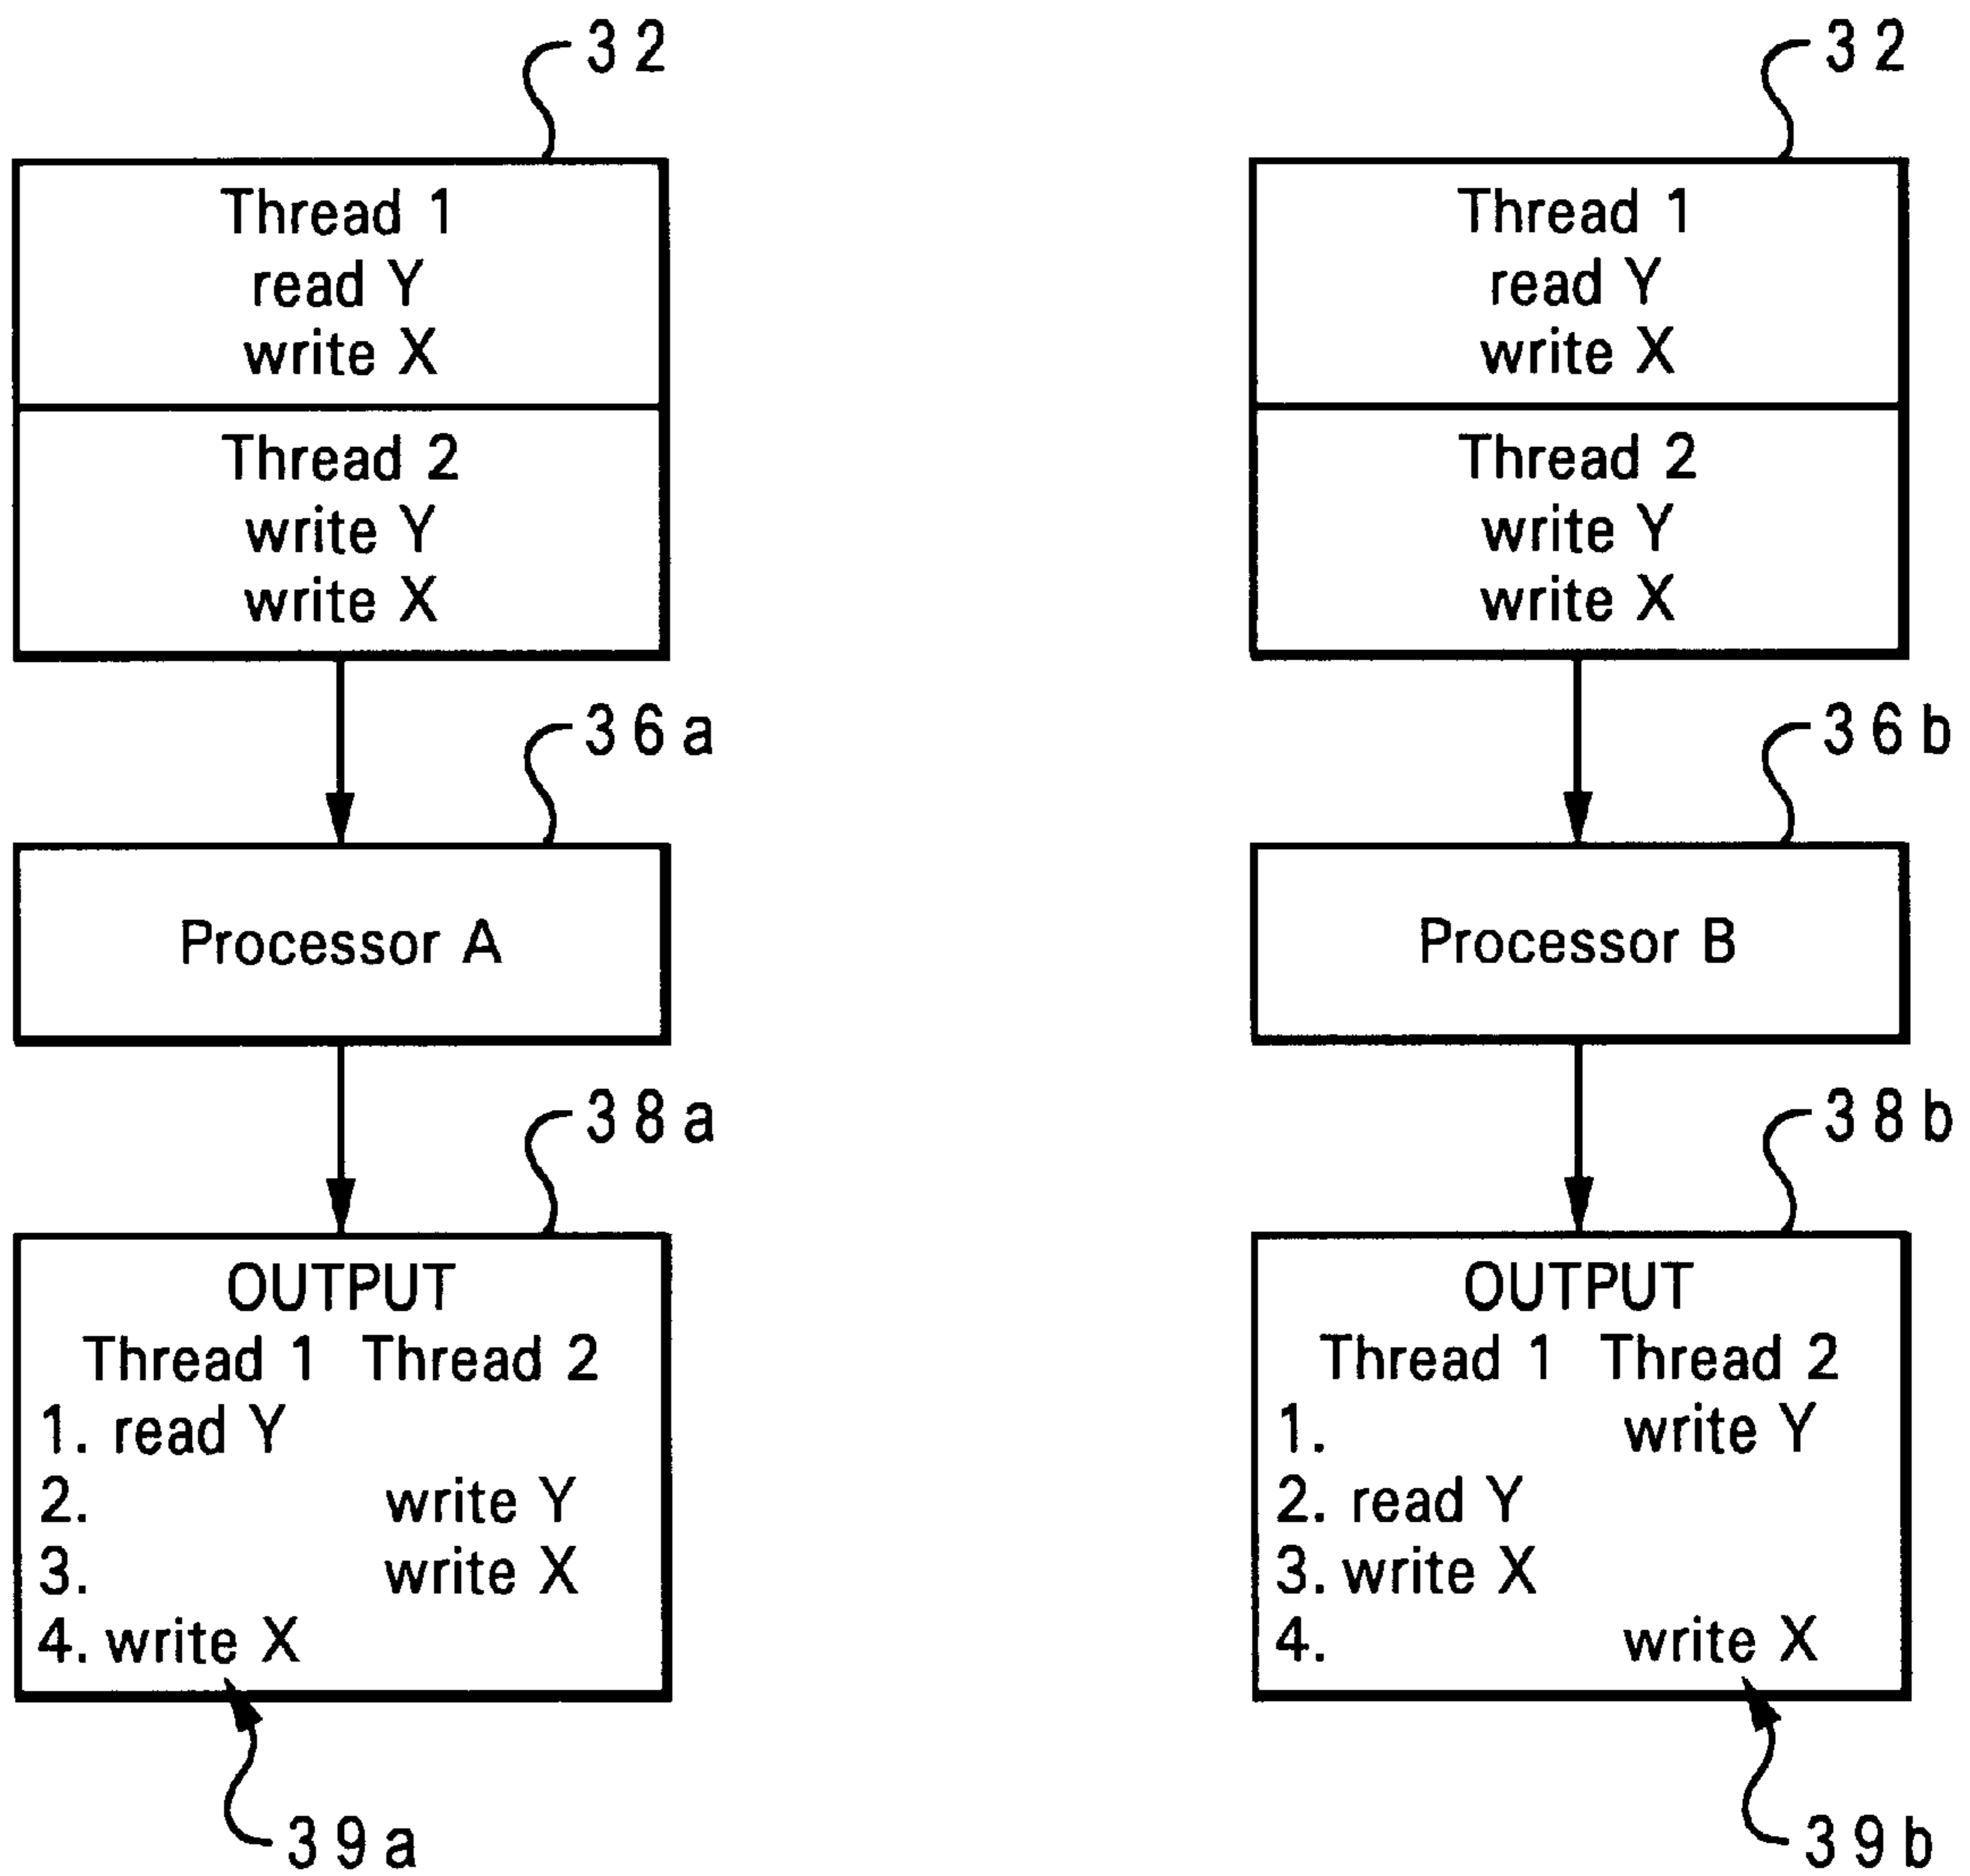 32
Thread 1
read Y
write X
Thread 2
write Y
write X
36a
Processor A
38a
OUTPUT
Thread 1 Thread 2
1. read Y
2. write Y
3. write X
4. write X
39a
32
Thread 1
read Y
write X
Thread 2
write Y
write X
36b
Processor B
38b
OUTPUT
Thread 1 Thread 2
1. write Y
2. read Y
3. write X
4. write X
39b